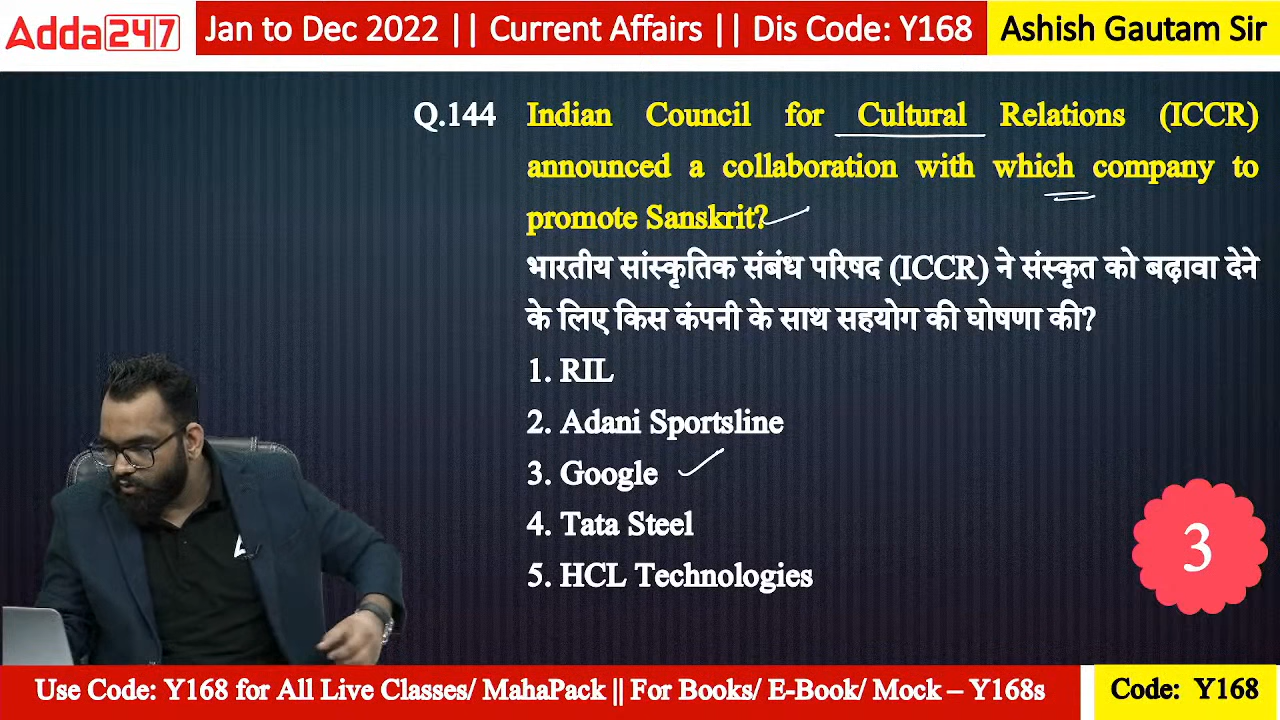 Adda247
Jan to Dec 2022 || Current Affairs || Dis Code: Y168
Ashish Gautam Sir
Q.144 Indian Council for Cultural Relations (ICCR)
announced a collaboration with which company to
promote Sanskrit?
भारतीय सांस्कृतिक संबंध परिषद (ICCR) ने संस्कृत को बढ़ावा देने
के लिए किस कंपनी के साथ सहयोग की घोषणा की?
1. RIL
2. Adani Sportsline
3. Google
4. Tata Steel
5. HCL Technologies
3
Use Code: Y168 for All Live Classes/ MahaPack || For Books/ E-Book/ Mock – Y168s
Code: Y168